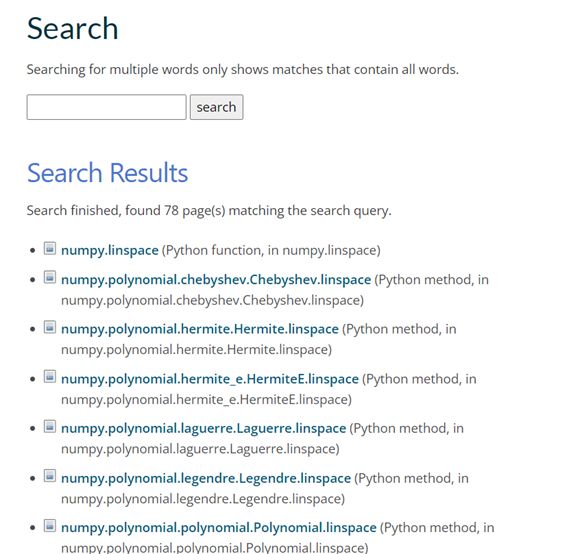 Search
Searching for multiple words only shows matches that contain all words.
search
Search Results
Search finished, found 78 page(s) matching the search query.
numpy.linspace (Python function, in numpy.linspace)
numpy.polynomial.chebyshev.Chebyshev.linspace (Python method, in
numpy.polynomial.chebyshev.Chebyshev.linspace)
numpy.polynomial.hermite.Hermite.linspace (Python method, in
numpy.polynomial.hermite.Hermite.linspace)
numpy.polynomial.hermite_e.HermiteE.linspace (Python method, in
numpy.polynomial.hermite_e.HermiteE.linspace)
numpy.polynomial.laguerre.Laguerre.linspace (Python method, in
numpy.polynomial.laguerre.Laguerre.linspace)
numpy.polynomial.legendre.Legendre.linspace (Python method, in
numpy.polynomial.legendre.Legendre.linspace)
numpy.polynomial.polynomial.Polynomial.linspace (Python method, in
numpy.polynomial.polynomial.Polynomial.linspace)